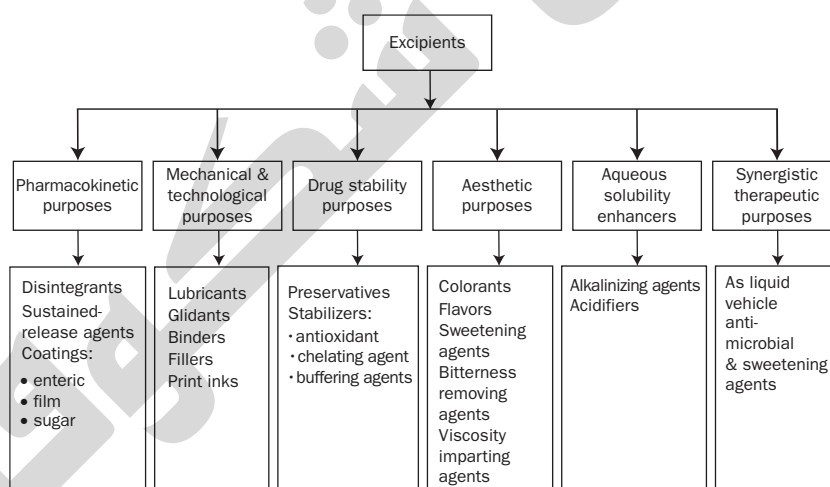 Excipients
Pharmacokinetic
purposes
Mechanical &
technological
purposes
Drug stability
purposes
Aesthetic
purposes
Aqueous
solubility
enhancers
Synergistic
therapeutic
purposes
Disintegrants
Sustained-
release agents
Coatings:
• enteric
• film
• sugar
Lubricants
Glidants
Binders
Fillers
Print inks
Preservatives
Stabilizers:
· antioxidant
· chelating agent
· buffering agents
Colorants
Flavors
Sweetening
agents
Bitterness
removing
agents
Viscosity
imparting
agents
Alkalinizing agents
Acidifiers
As liquid
vehicle
anti-
microbial
& sweetening
agents